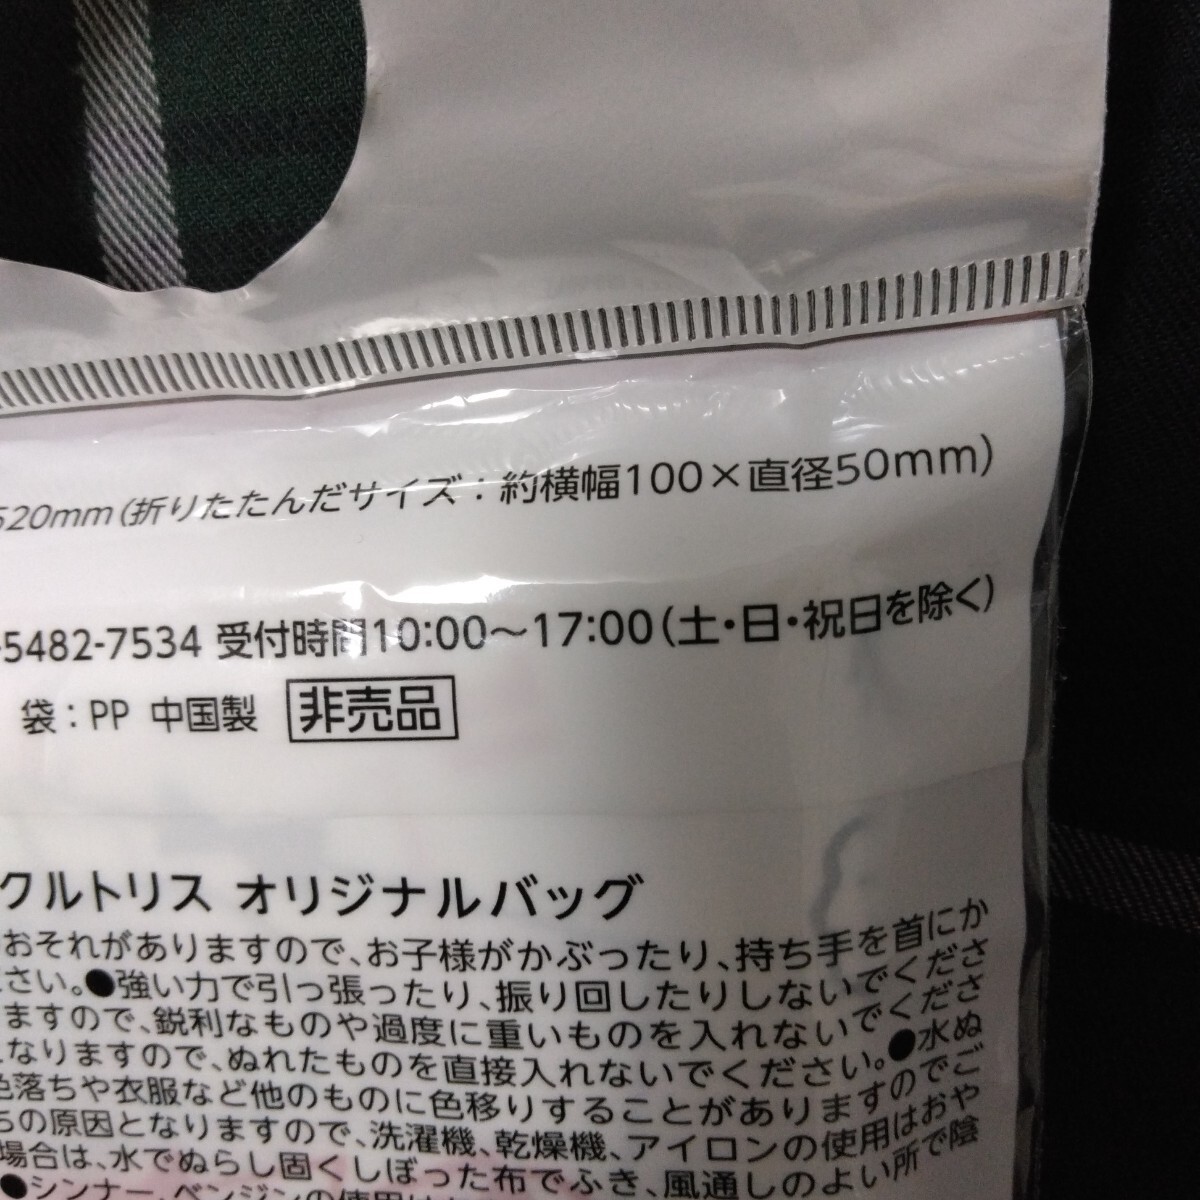 520mm(折りたたんだサイズ：約横幅100×直径50mm)
-5482-7534 受付時間10:00～17:00(土・日・祝日を除く)
袋：PP 中国製 非売品
クルトリス オリジナルバッグ
おそれがありますので、お子様がかぶったり、持ち手を首にか
さい。●強い力で引っ張ったり、振り回したりしないでくださ
ますので、鋭利なものや過度に重いものを入れないでくださ
なりますので、ぬれたものを直接入れないでください。●水ぬ
色落ちや衣服など他のものに色移りすることがありますのでご
ちの原因となりますので、洗濯機、乾燥機、アイロンの使用はおや
場合は、水でぬらし固くしぼった布でふき、風通しのよい所で陰
●シンナー、ベンジンの使用は